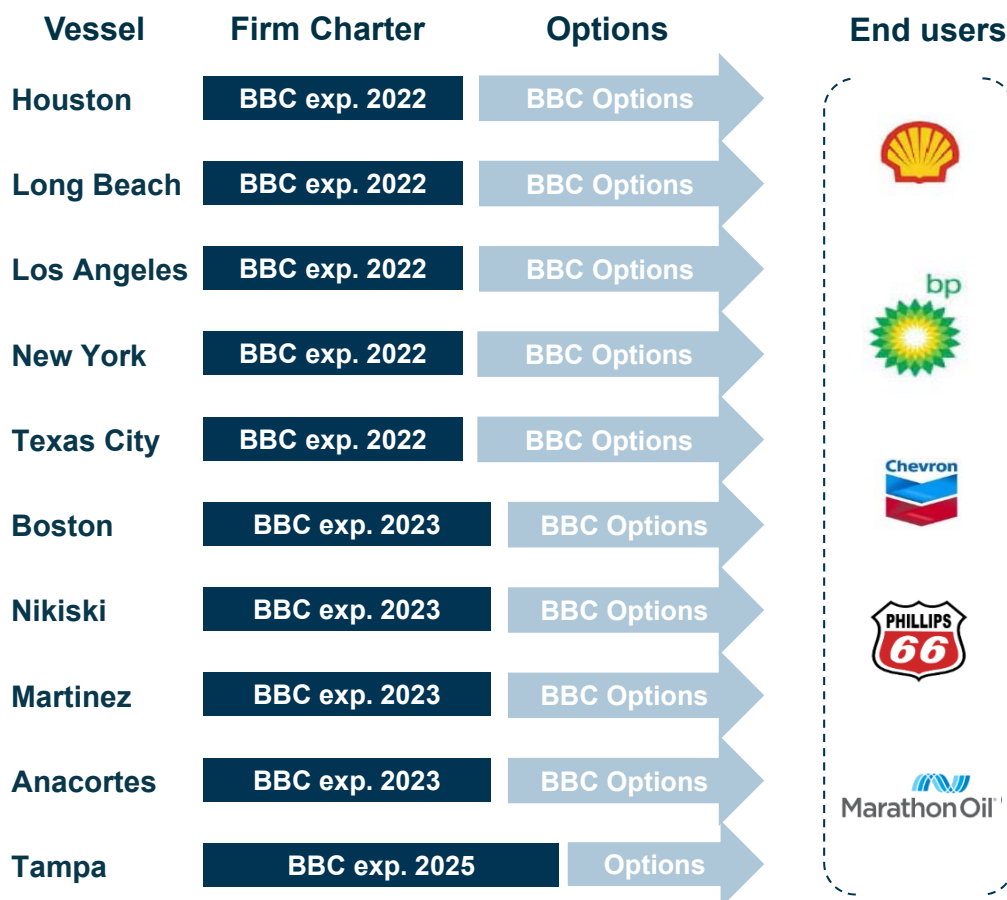 Vessel Firm Charter Options End users
Houston BBC exp. 2022 BBC Options
Long Beach BBC exp. 2022 BBC Options
Los Angeles BBC exp. 2022 BBC Options
New York BBC exp. 2022 BBC Options
Texas City BBC exp. 2022 BBC Options
Boston BBC exp. 2023 BBC Options
Nikiski BBC exp. 2023 BBC Options
Martinez BBC exp. 2023 BBC Options
Anacortes BBC exp. 2023 BBC Options
Tampa BBC exp. 2025 Options
bp
Chevron
PHILLIPS
66
Marathon Oil